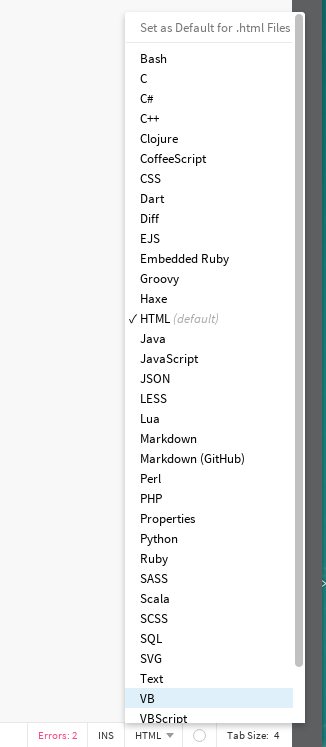 Set as Default for .html Files
Bash
C
C#
C++
Clojure
CoffeeScript
CSS
Dart
Diff
EJS
Embedded Ruby
Groovy
Haxe
✓ HTML (default)
Java
JavaScript
JSON
LESS
Lua
Markdown
Markdown (GitHub)
Perl
PHP
Properties
Python
Ruby
SASS
Scala
SCSS
SQL
SVG
Text
VB
VBScript
Errors: 2 INS HTML Tab Size: 4